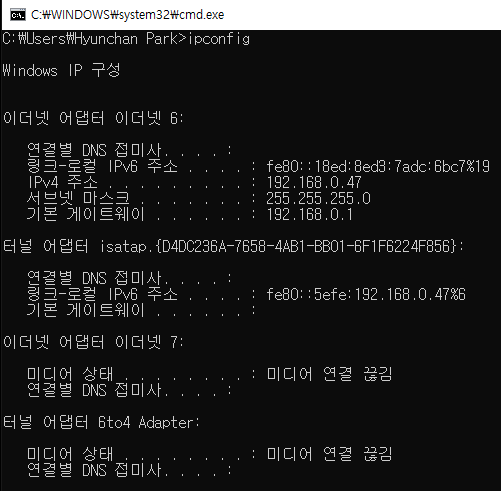 C:\WINDOWS\system32\cmd.exe
C:\Users\Hyunchan Park>ipconfig
Windows IP 구성
이더넷 어댑터 이더넷 6:
연결별 DNS 접미사. . . . :
링크-로컬 IPv6 주소 . . . . : fe80::18ed:8ed3:7adc:6bc7%19
IPv4 주소 . . . . . . . . . : 192.168.0.47
서브넷 마스크 . . . . . . . : 255.255.255.0
기본 게이트웨이 . . . . . . : 192.168.0.1
터널 어댑터 isatap.{D4DC236A-7658-4AB1-BB01-6F1F6224F856}:
연결별 DNS 접미사. . . . :
링크-로컬 IPv6 주소 . . . . : fe80::5efe:192.168.0.47%6
기본 게이트웨이 . . . . . . :
이더넷 어댑터 이더넷 7:
미디어 상태 . . . . . . . . : 미디어 연결 끊김
연결별 DNS 접미사. . . . :
터널 어댑터 6to4 Adapter:
미디어 상태 . . . . . . . . : 미디어 연결 끊김
연결별 DNS 접미사. . . . :